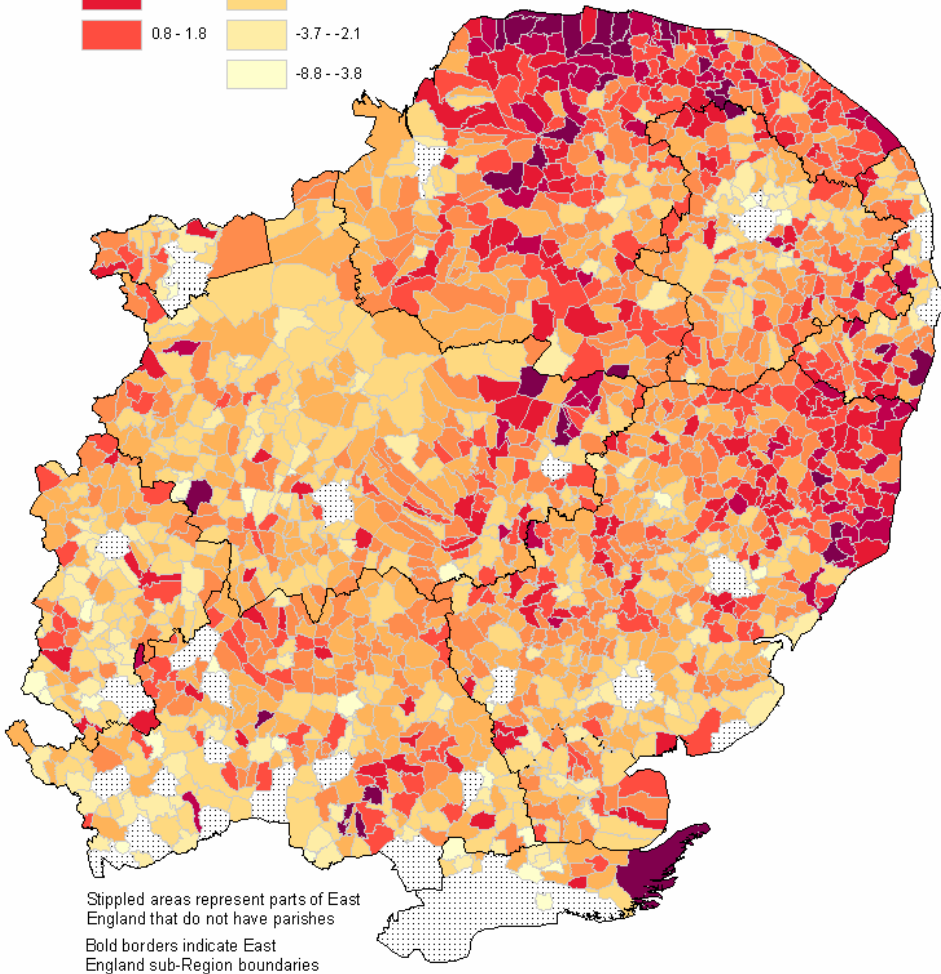 0.8 - 1.8
-3.7 - -2.1
-8.8 - -3.8
Stippled areas represent parts of East
England that do not have parishes
Bold borders indicate East
England sub-Region boundaries